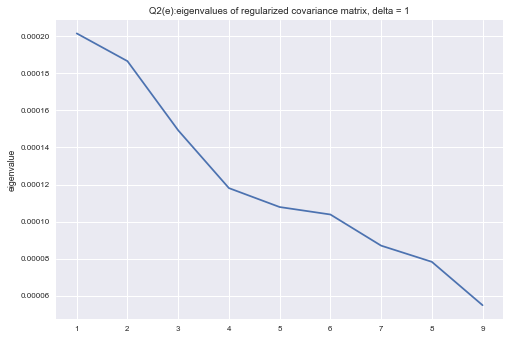 Q2(e):eigenvalues of regularized covariance matrix, delta = 1
0.00020
0.00018
0.00016
0.00014
0.00012
0.00010
0.00008
0.00006
eigenvalue
1 2 3 4 5 6 7 8 9